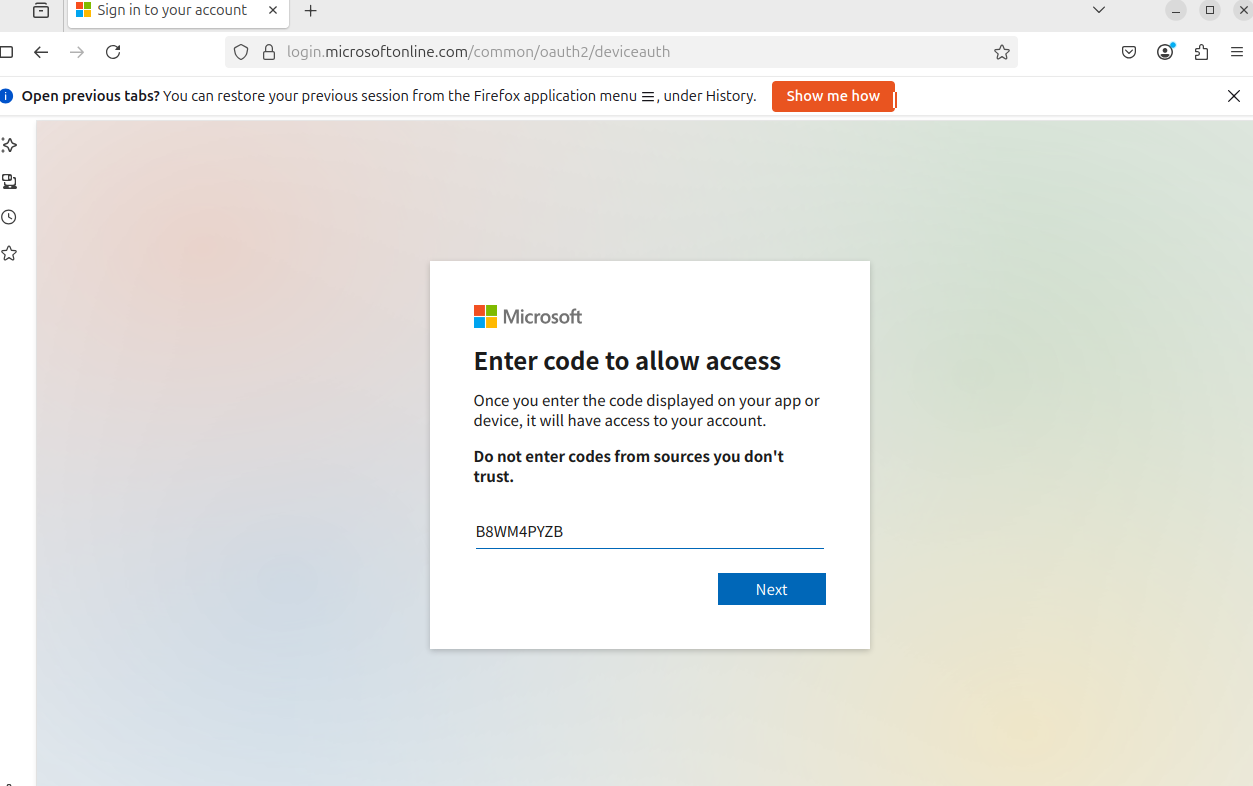 Sign in to your account
login.microsoftonline.com/common/oauth2/deviceauth
Open previous tabs? You can restore your previous session from the Firefox application menu ☰, under History.
Show me how
Microsoft
Enter code to allow access
Once you enter the code displayed on your app or
device, it will have access to your account.
Do not enter codes from sources you don't
trust.
B8WM4PYZB
Next